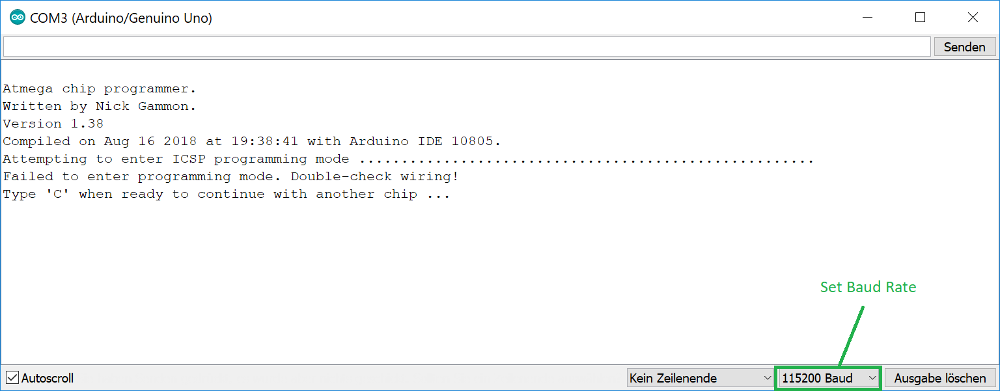 COM3 (Arduino/Genuino Uno)
Senden
Atmega chip programmer.
Written by Nick Gammon.
Version 1.38
Compiled on Aug 16 2018 at 19:38:41 with Arduino IDE 10805.
Attempting to enter ICSP programming mode ......................................................
Failed to enter programming mode. Double-check wiring!
Type 'C' when ready to continue with another chip ...
Set Baud Rate
Autoscroll
Kein Zeilenende
115200 Baud
Ausgabe löschen